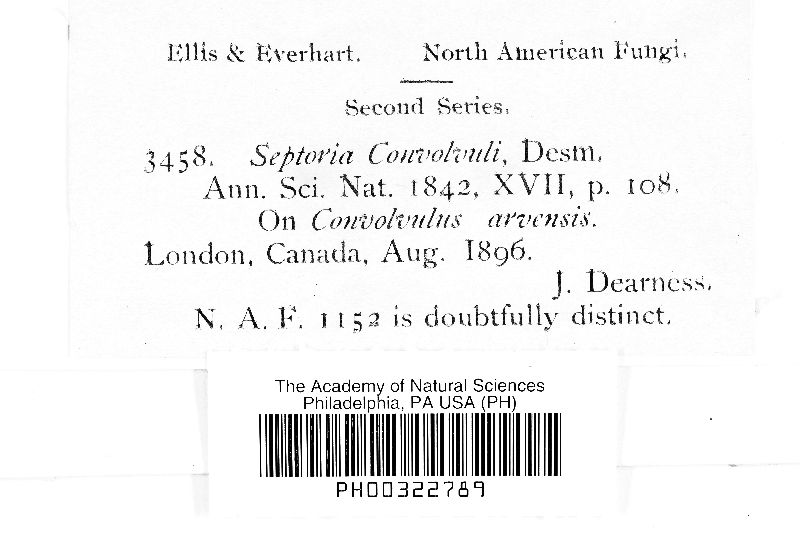 Ellis & Everhart. North American Fungi.
Second Series.
3458. Septoria Convolvuli, Desm.
Ann. Sci. Nat. 1842, XVII, p. 108.
On Convolvulus arvensis.
London, Canada, Aug. 1896.
J. Dearness.
N. A. F. 1152 is doubtfully distinct.
The Academy of Natural Sciences
Philadelphia, PA USA (PH)
PH00322789